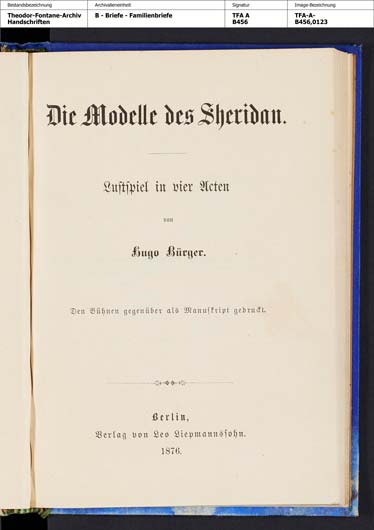 Bestandsbezeichnung
Theodor-Fontane-Archiv
Handschriften
Archivalieneinheit
B - Briefe - Familienbriefe
Signatur
TFA A
B456
Image-Bezeichnung
TFA-A-
B456,0123
Die Modelle des Sheridan.
Lustspiel in vier Acten
von
Hugo Bürger.
Den Bühnen gegenüber als Manuskript gedruckt.
Berlin,
Verlag von Leo Liepmannssohn.
1876.